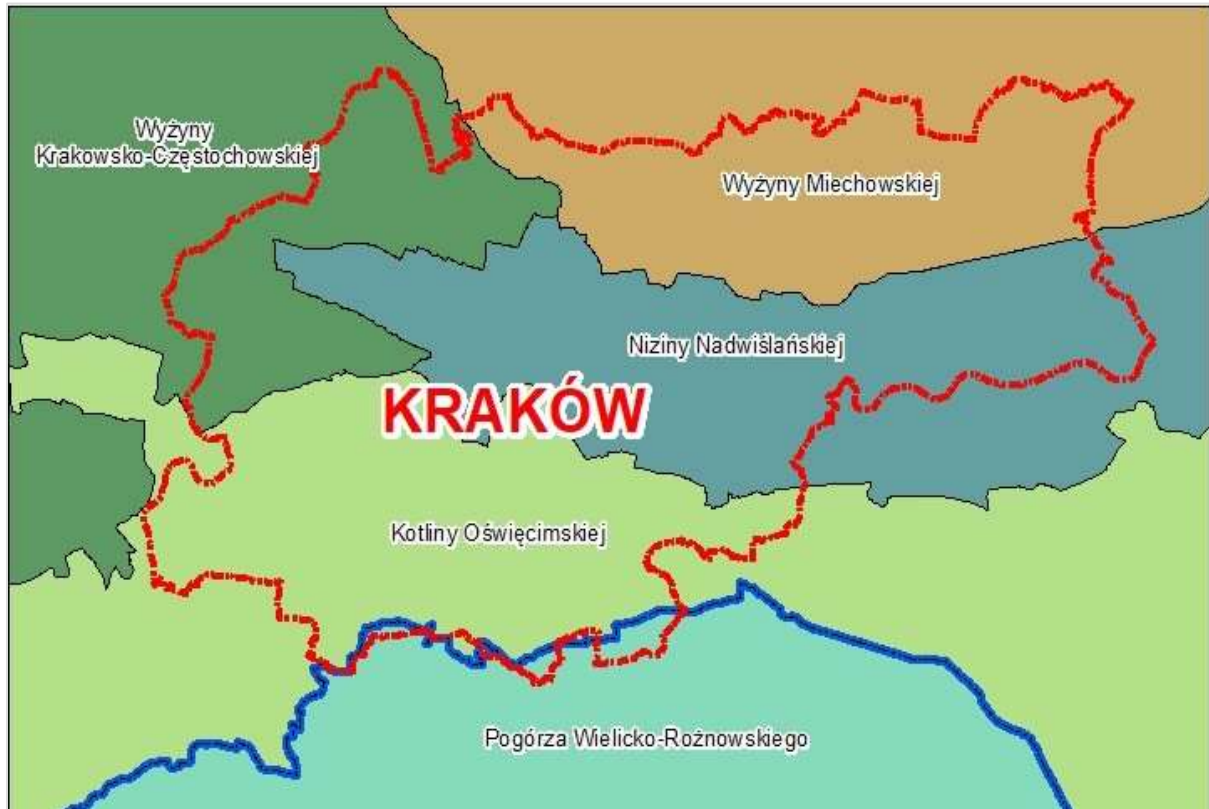 Wyżyny
Krakowsko-Częstochowskiej
Wyżyny Miechowskiej
Niziny Nadwiślańskiej
KRAKÓW
Kotliny Oświęcimskiej
Pogórza Wielicko-Rożnowskiego